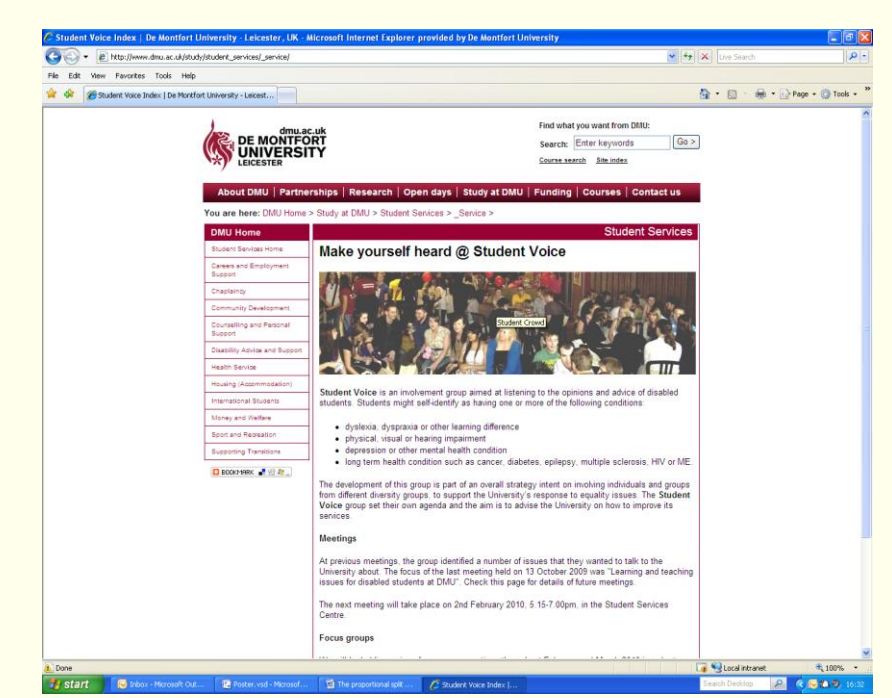 Student Voice Index | De Montfort University - Leicester, UK - Microsoft Internet Explorer provided by De Montfort University
http://www.dmu.ac.uk/study/student_services/_service/
Live Search
File Edit View Favorites Tools Help
Student Voice Index | De Montfort University - Leicest...
Page Tools
dmu.ac.uk
DE MONTFORT
UNIVERSITY
LEICESTER
Find what you want from DMU:
Search: Enter keywords Go >
Course search Site index
About DMU | Partnerships | Research | Open days | Study at DMU | Funding | Courses | Contact us
You are here: DMU Home > Study at DMU > Student Services > _Service >
DMU Home
Student Services Home
Careers and Employment
Support
Chaplaincy
Community Development
Counselling and Personal
Support
Disability Advice and Support
Health Service
Housing (Accommodation)
International Students
Money and Welfare
Sport and Recreation
Supporting Transitions
BOOKMARK
Student Services
Make yourself heard @ Student Voice
Student Crowd
Student Voice is an involvement group aimed at listening to the opinions and advice of disabled
students. Students might self-identify as having one or more of the following conditions:
• dyslexia, dyspraxia or other learning difference
• physical, visual or hearing impairment
• depression or other mental health condition
• long term health condition such as cancer, diabetes, epilepsy, multiple sclerosis, HIV or ME.
The development of this group is part of an overall strategy intent on involving individuals and groups
from different diversity groups, to support the University's response to equality issues. The Student
Voice group set their own agenda and the aim is to advise the University on how to improve its
services.
Meetings
At previous meetings, the group identified a number of issues that they wanted to talk to the
University about. The focus of the last meeting held on 13 October 2009 was "Learning and teaching
issues for disabled students at DMU". Check this page for details of future meetings.
The next meeting will take place on 2nd February 2010, 5.15-7.00pm, in the Student Services
Centre.
Focus groups
Done
Local intranet
100%
start
Inbox - Microsoft Out...
Poster.vsd - Microsof...
The proportional split ...
Student Voice Index |...
Search Desktop
16:32